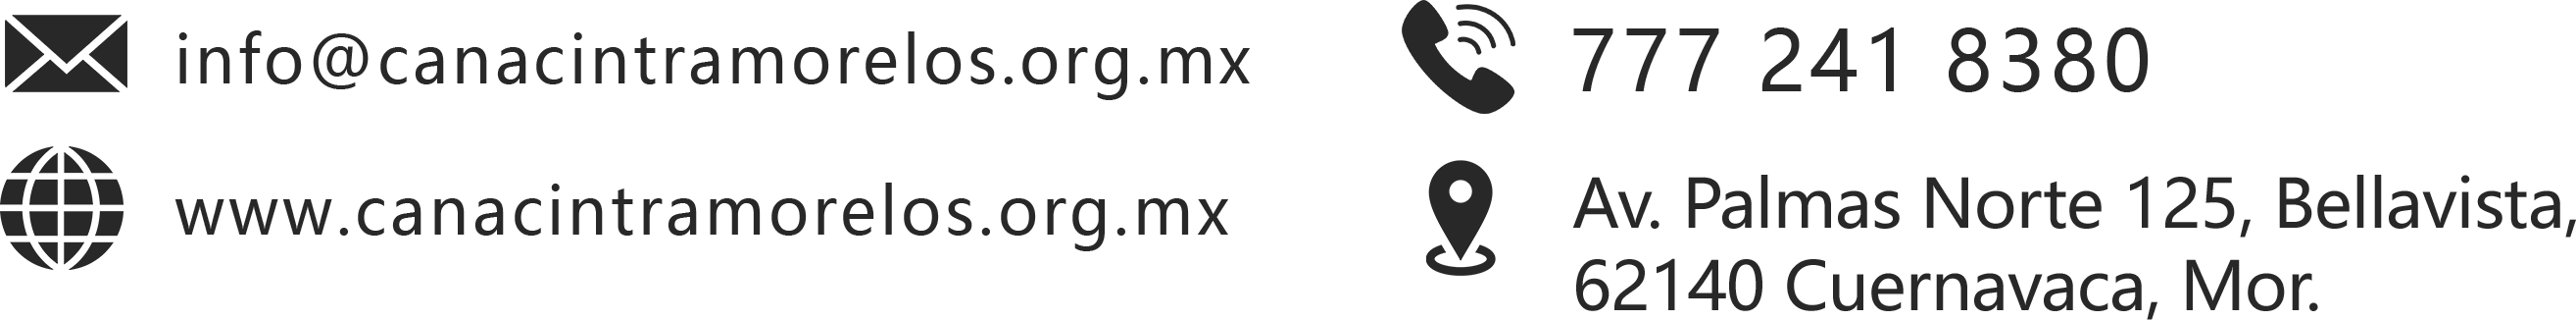 info@canacintramorelos.org.mx
www.canacintramorelos.org.mx
777 241 8380
Av. Palmas Norte 125, Bellavista,
62140 Cuernavaca, Mor.